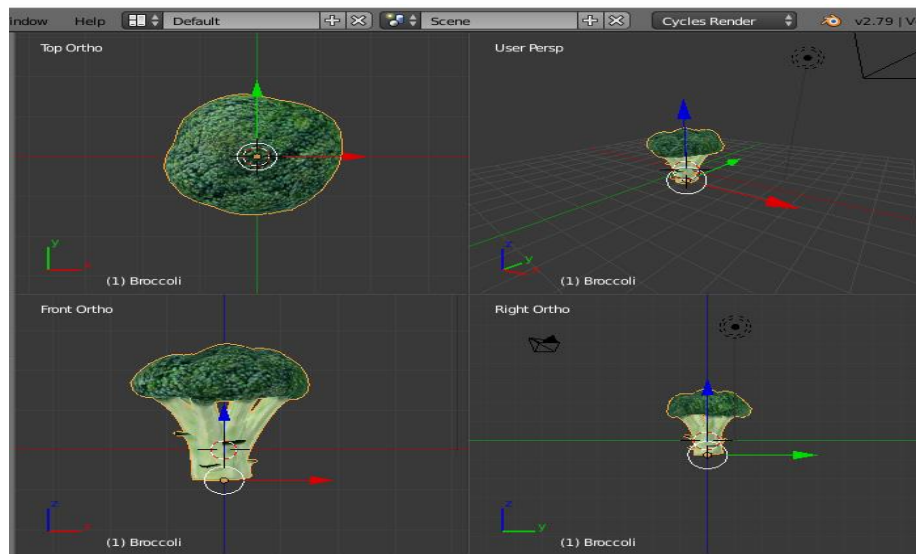 indow Help Default Scene Cycles Render v2.79 | V
Top Ortho
User Persp
y
x
(1) Broccoli
z
y
x
(1) Broccoli
Front Ortho
Right Ortho
z
x
(1) Broccoli
z
y
(1) Broccoli